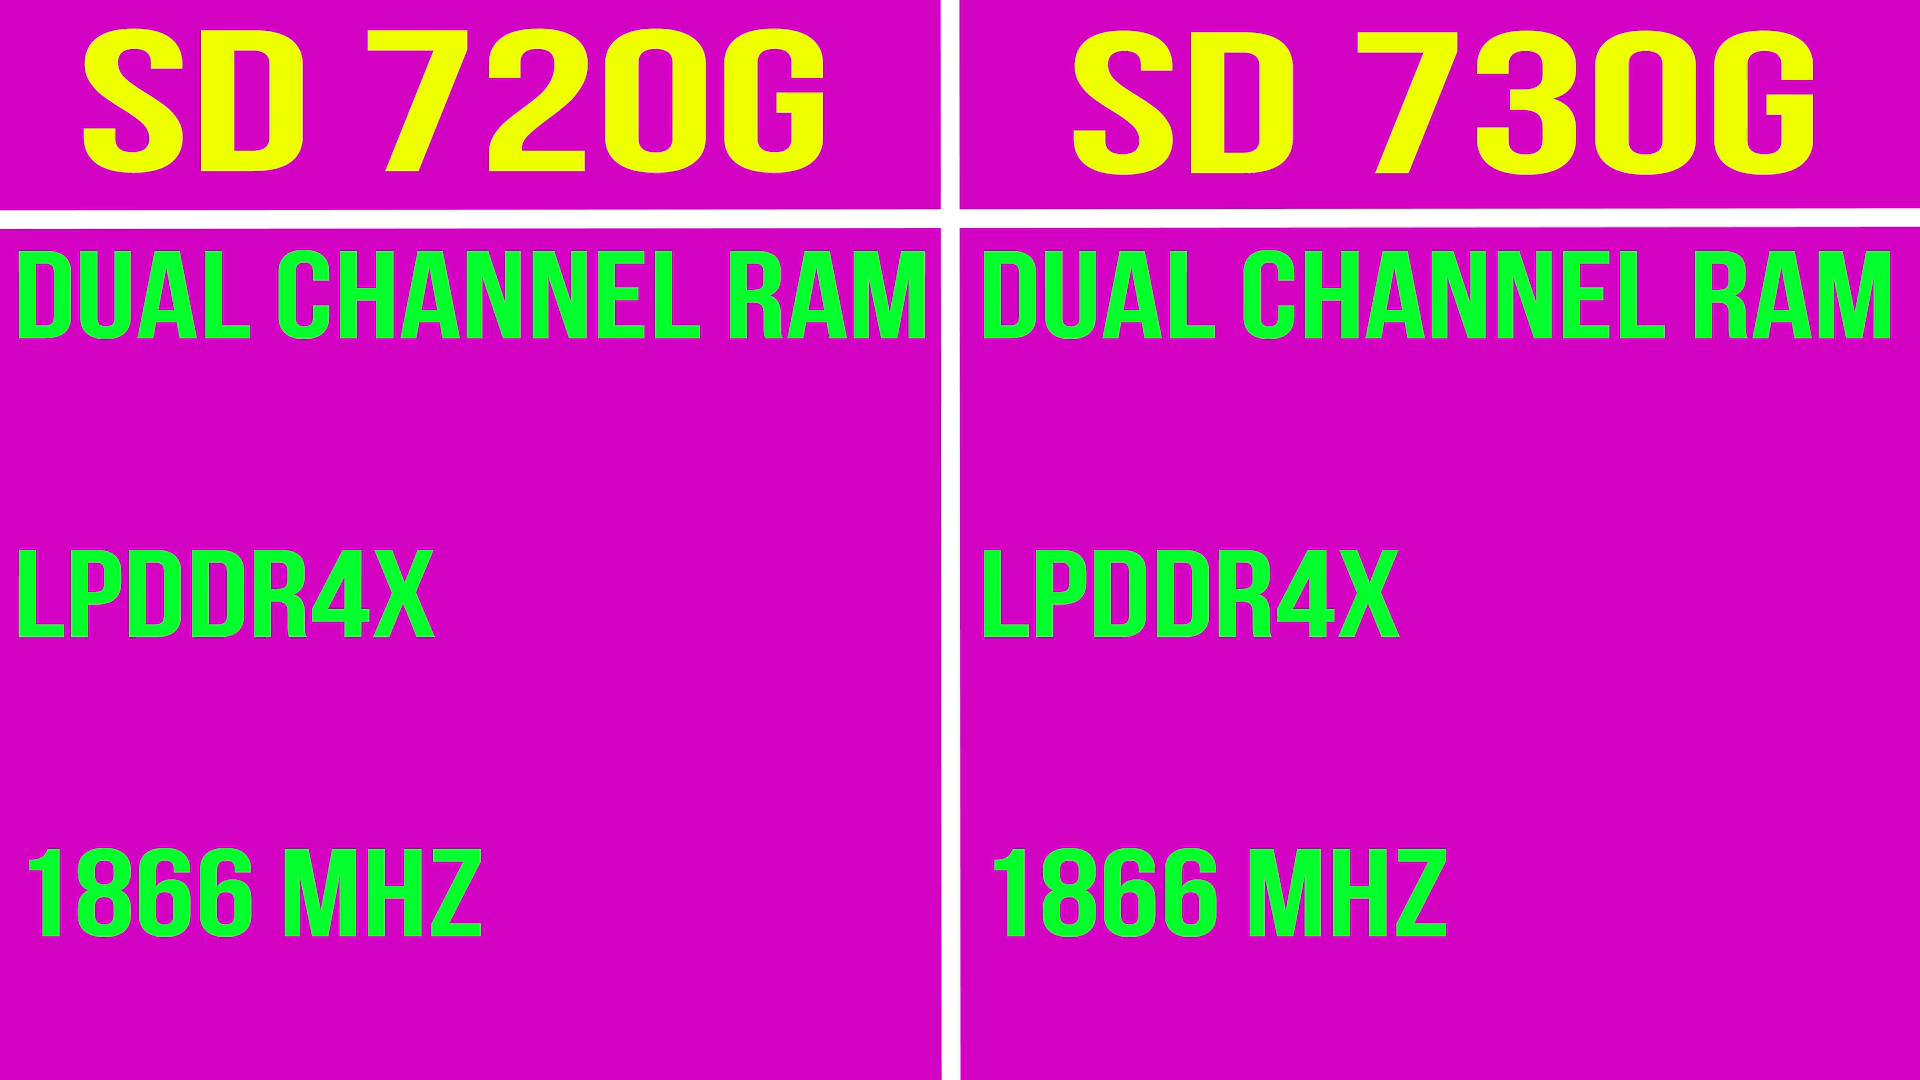 SD 720G
DUAL CHANNEL RAM
LPDDR4X
1866 MHZ
SD 730G
DUAL CHANNEL RAM
LPDDR4X
1866 MHZ